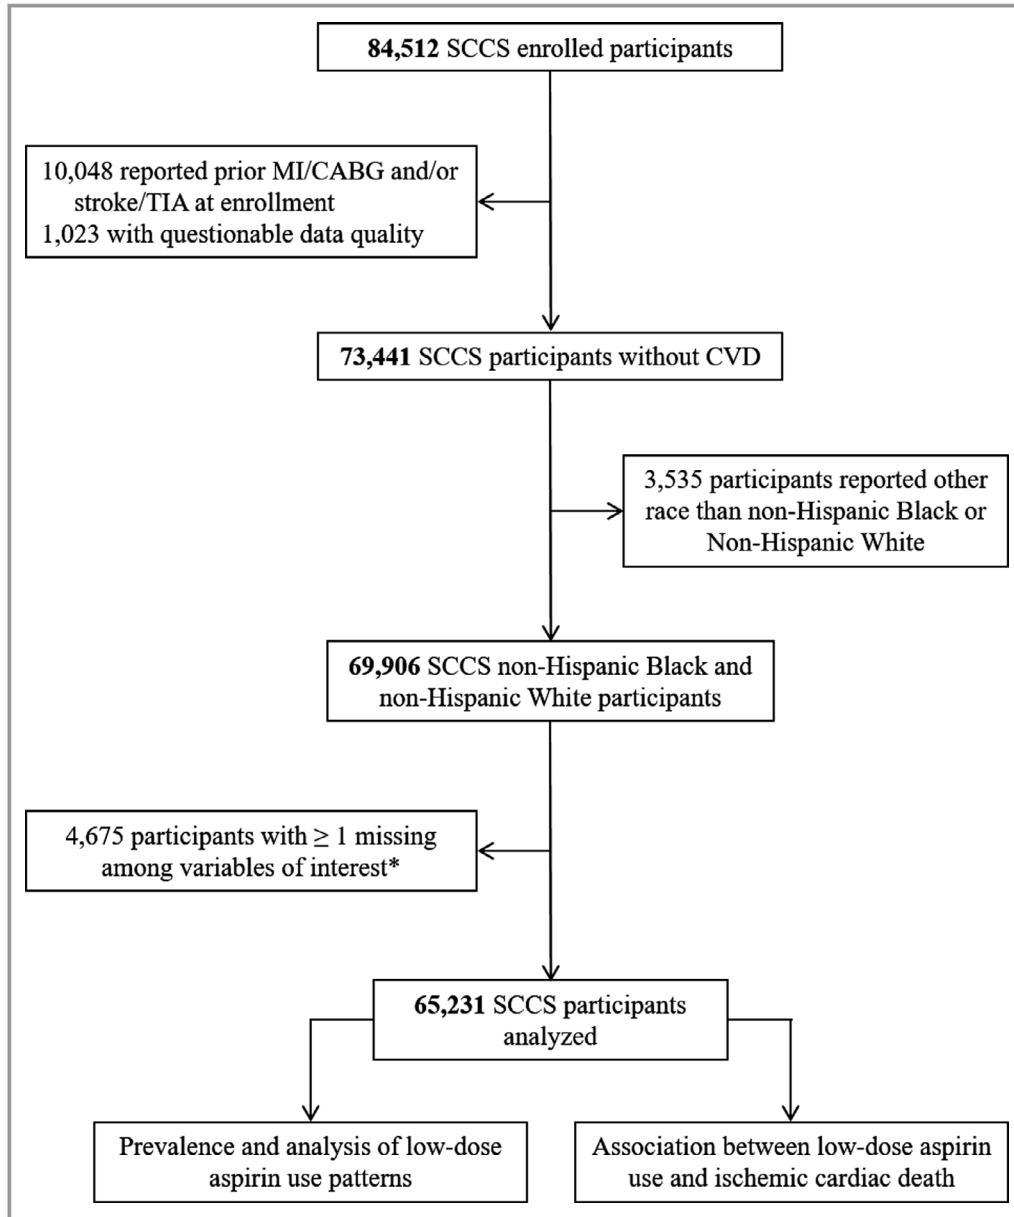 84,512 SCCS enrolled participants
10,048 reported prior MI/CABG and/or
stroke/TIA at enrollment
1,023 with questionable data quality
73,441 SCCS participants without CVD
3,535 participants reported other
race than non-Hispanic Black or
Non-Hispanic White
69,906 SCCS non-Hispanic Black and
non-Hispanic White participants
4,675 participants with ≥ 1 missing
among variables of interest*
65,231 SCCS participants
analyzed
Prevalence and analysis of low-dose
aspirin use patterns
Association between low-dose aspirin
use and ischemic cardiac death